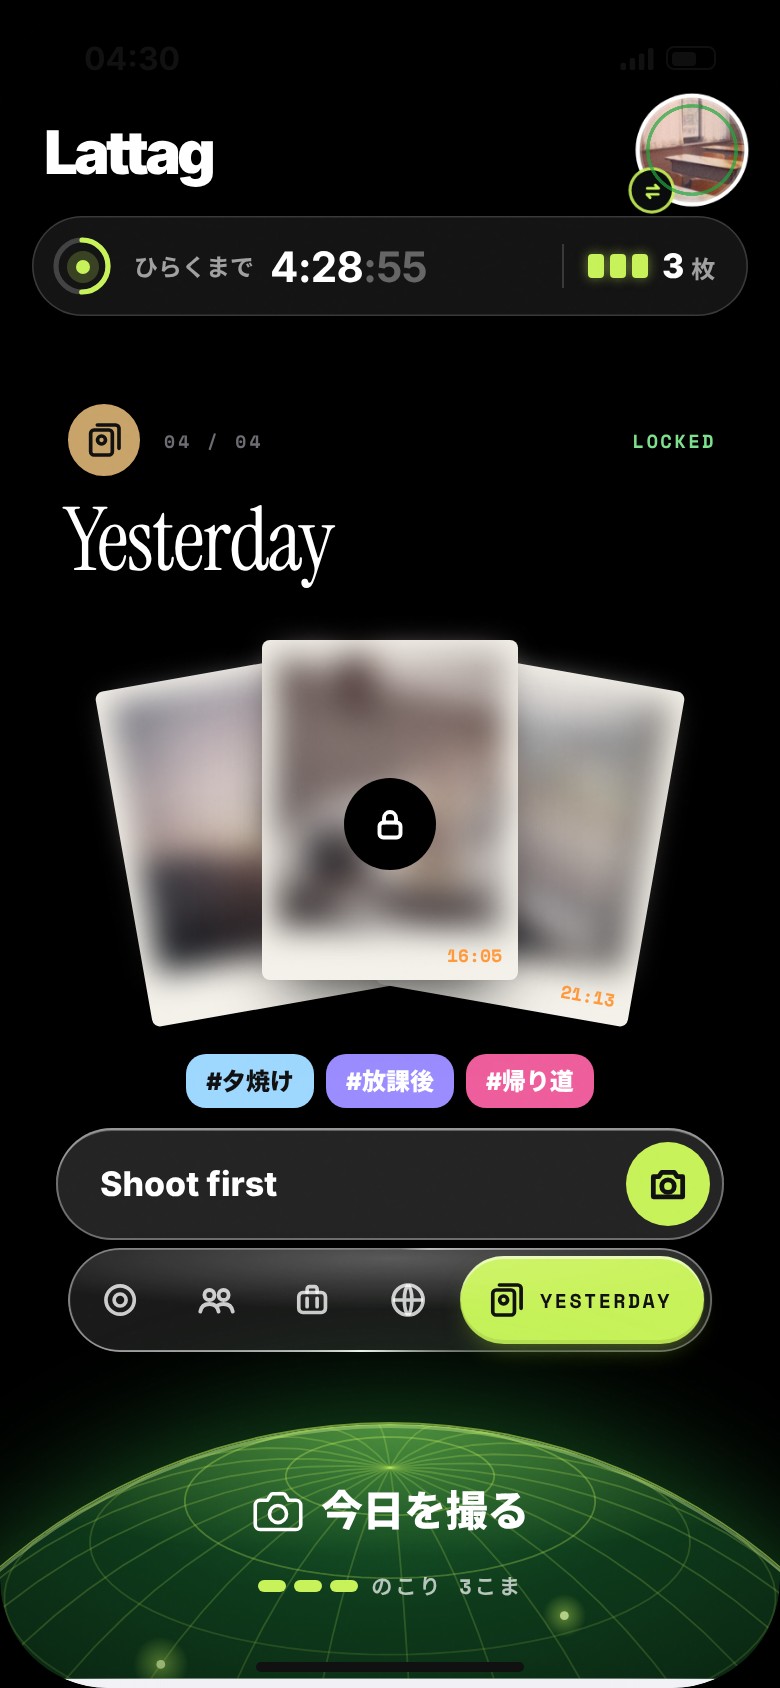 04:30
Lattag
ひらくまで 4:28:55 3 枚
04 / 04 LOCKED
Yesterday
16:05
21:13
#夕焼け #放課後 #帰り道
Shoot first
YESTERDAY
今日を撮る
のこり 3こま